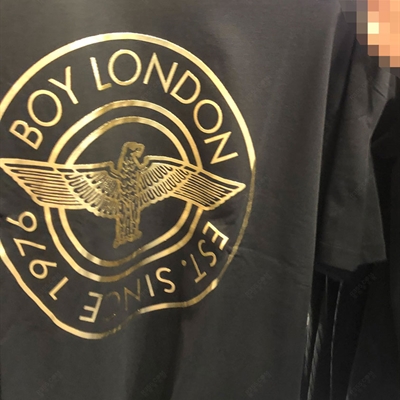 BOY LONDON
EST. SINCE 1976